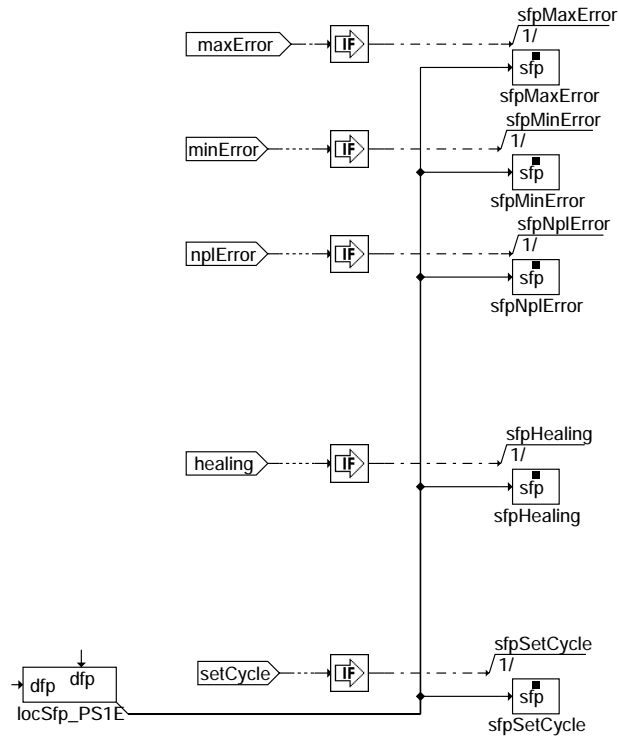 sfpMaxError
maxError
IF
1/
sfp
sfpMaxError
sfpMinError
minError
IF
1/
sfp
sfpMinError
sfpNplError
nplError
IF
1/
sfp
sfpNplError
sfpHealing
healing
IF
1/
sfp
sfpHealing
sfpSetCycle
setCycle
IF
1/
dfp
dfp
sfp
locSfp_PS1E
sfpSetCycle